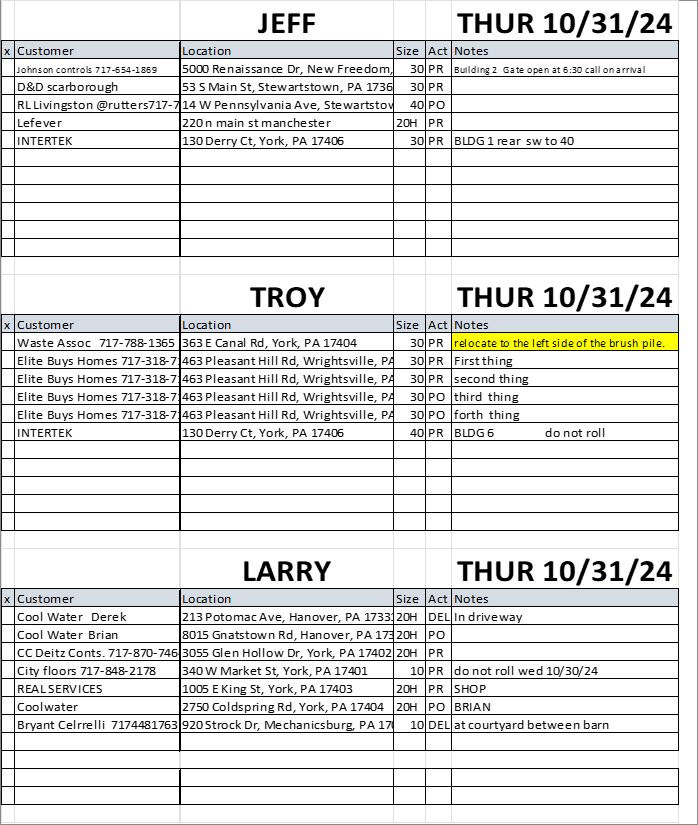 JEFF THUR 10/31/24
x Customer Location Size Act Notes
Johnson controls 717-654-1869 5000 Renaissance Dr, New Freedom, 30 PR Building 2 Gate open at 6:30 call on arrival
D&D scarborough 53 S Main St, Stewartstown, PA 1736 30 PR
RL Livingston @rutters717-7 14 W Pennsylvania Ave, Stewartstow 40 PO
Lefever 220 n main st manchester 20H PR
INTERTEK 130 Derry Ct, York, PA 17406 30 PR BLDG 1 rear sw to 40
TROY THUR 10/31/24
x Customer Location Size Act Notes
Waste Assoc 717-788-1365 363 E Canal Rd, York, PA 17404 30 PR relocate to the left side of the brush pile.
Elite Buys Homes 717-318-7 463 Pleasant Hill Rd, Wrightsville, PA 30 PR First thing
Elite Buys Homes 717-318-7 463 Pleasant Hill Rd, Wrightsville, PA 30 PR second thing
Elite Buys Homes 717-318-7 463 Pleasant Hill Rd, Wrightsville, PA 30 PO third thing
Elite Buys Homes 717-318-7 463 Pleasant Hill Rd, Wrightsville, PA 30 PO forth thing
INTERTEK 130 Derry Ct, York, PA 17406 40 PR BLDG 6 do not roll
LARRY THUR 10/31/24
x Customer Location Size Act Notes
Cool Water Derek 213 Potomac Ave, Hanover, PA 1733 20H DEL In driveway
Cool Water Brian 8015 Gnatstown Rd, Hanover, PA 173 20H PO
CC Deitz Conts. 717-870-746 3055 Glen Hollow Dr, York, PA 17402 20H PR
City floors 717-848-2178 340 W Market St, York, PA 17401 10 PR do not roll wed 10/30/24
REAL SERVICES 1005 E King St, York, PA 17403 20H PR SHOP
Coolwater 2750 Coldspring Rd, York, PA 17404 20H PO BRIAN
Bryant Celrrelli 7174481763 920 Strock Dr, Mechanicsburg, PA 170 10 DEL at courtyard between barn